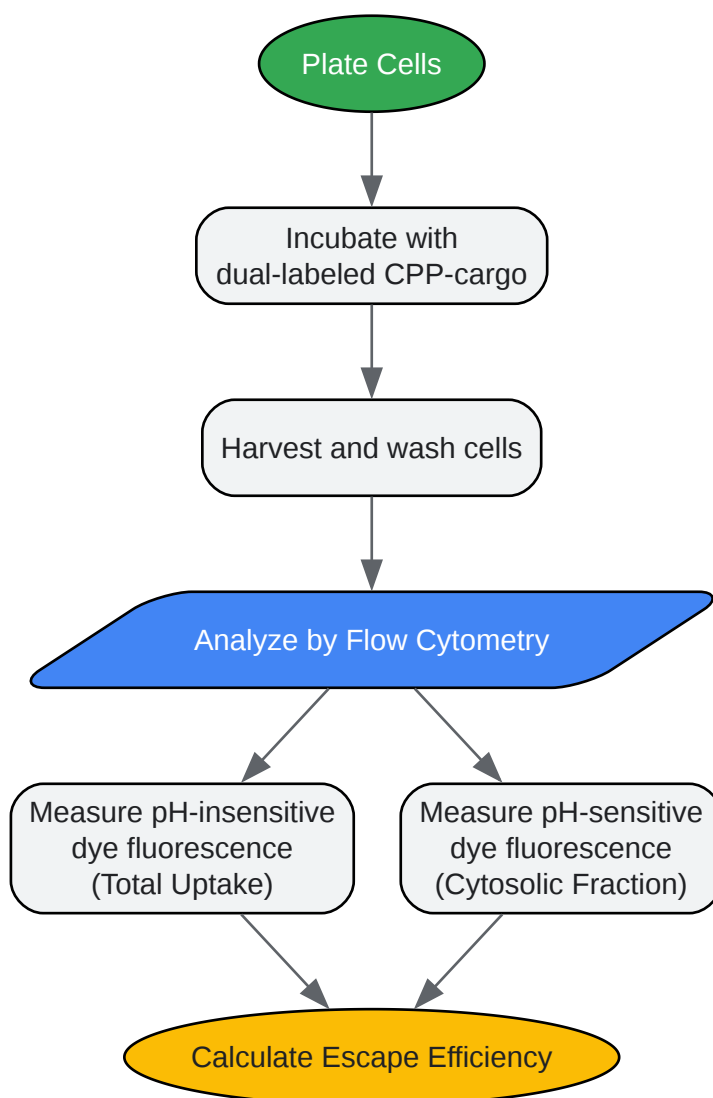 Plate Cells
Incubate with
dual-labeled CPP-cargo
Harvest and wash cells
Analyze by Flow Cytometry
Measure pH-insensitive
dye fluorescence
(Total Uptake)
Measure pH-sensitive
dye fluorescence
(Cytosolic Fraction)
Calculate Escape Efficiency